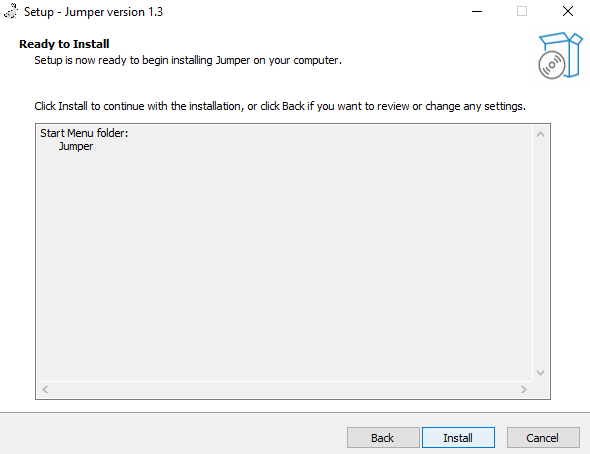 Setup - Jumper version 1.3
Ready to Install
Setup is now ready to begin installing Jumper on your computer.
Click Install to continue with the installation, or click Back if you want to review or change any settings.
Start Menu folder:
Jumper
Back
Install
Cancel